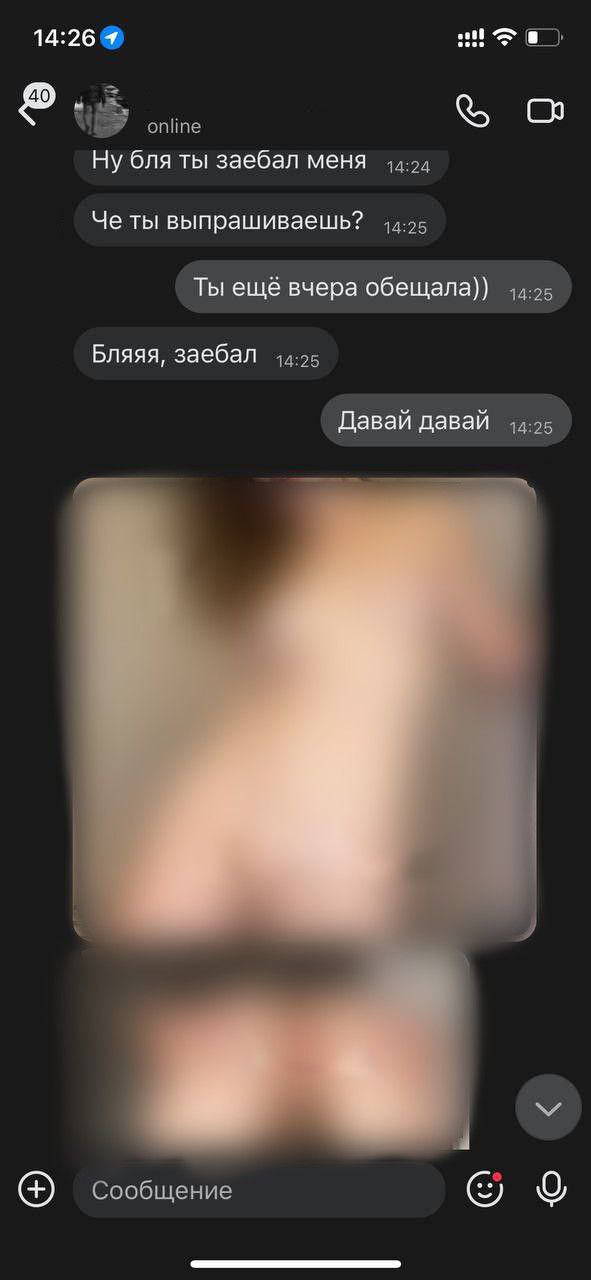 14:26
40
online
Ну бля ты заебал меня 14:24
Че ты выпрашиваешь? 14:25
Ты ещё вчера обещала)) 14:25
Бляяя, заебал 14:25
Давай давай 14:25
Сообщение